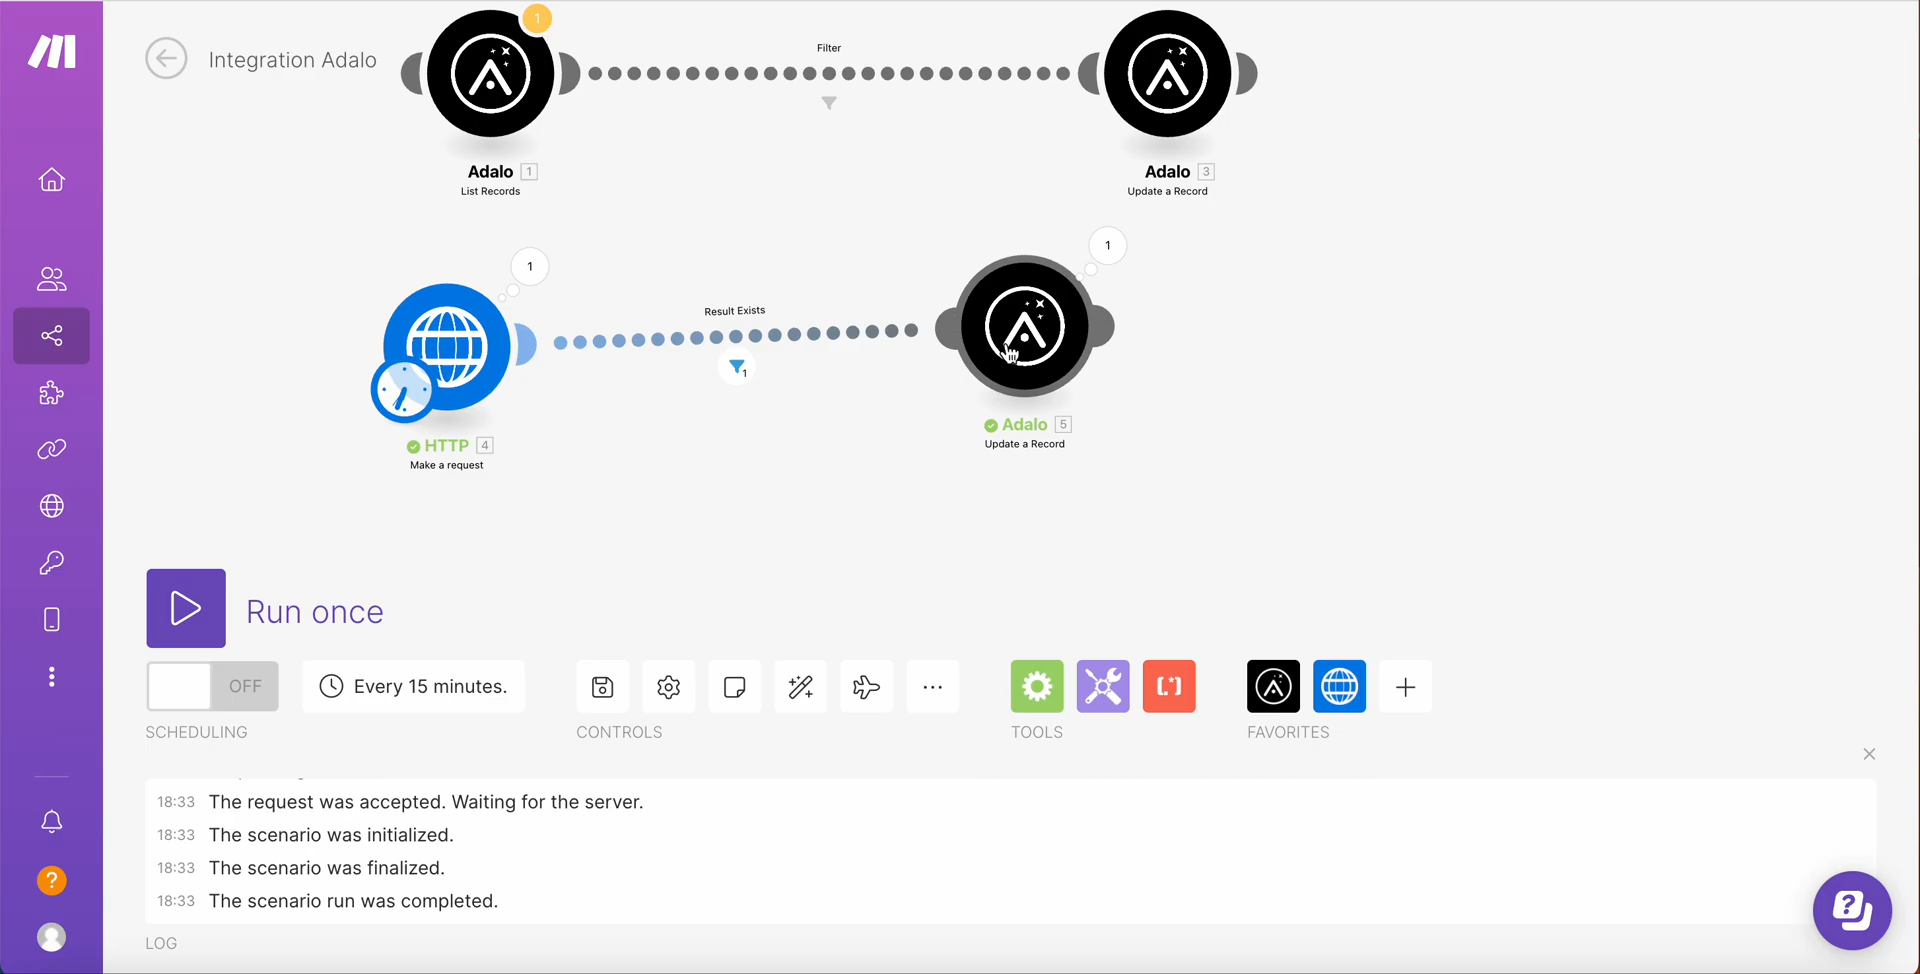 1
Integration Adalo
Filter
Adalo 1
List Records
Adalo 3
Update a Record
1
1
Result Exists
1
HTTP 4
Make a request
Adalo 5
Update a Record
Run once
OFF
Every 15 minutes.
[.*]
SCHEDULING
CONTROLS
TOOLS
FAVORITES
18:33 The request was accepted. Waiting for the server.
18:33 The scenario was initialized.
18:33 The scenario was finalized.
18:33 The scenario run was completed.
?
?
LOG